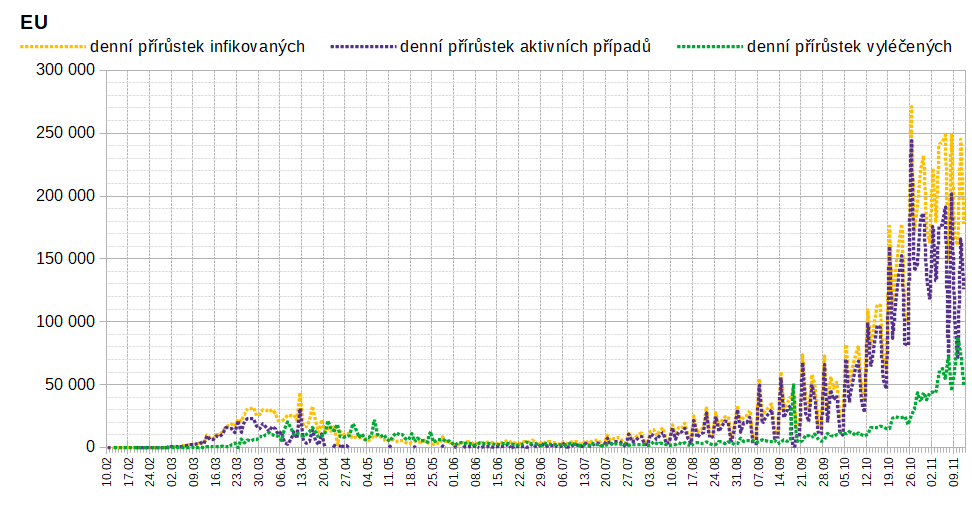 EU
denní přírůstek infikovaných denní přírůstek aktivních případů denní přírůstek vyléčených
300 000
250 000
200 000
150 000
100 000
50 000
0
10.02 17.02 24.02 02.03 09.03 16.03 23.03 30.03 06.04 13.04 20.04 27.04 04.05 11.05 18.05 25.05 01.06 08.06 15.06 22.06 29.06 06.07 13.07 20.07 27.07 03.08 10.08 17.08 24.08 31.08 07.09 14.09 21.09 28.09 05.10 12.10 19.10 26.10 02.11 09.11